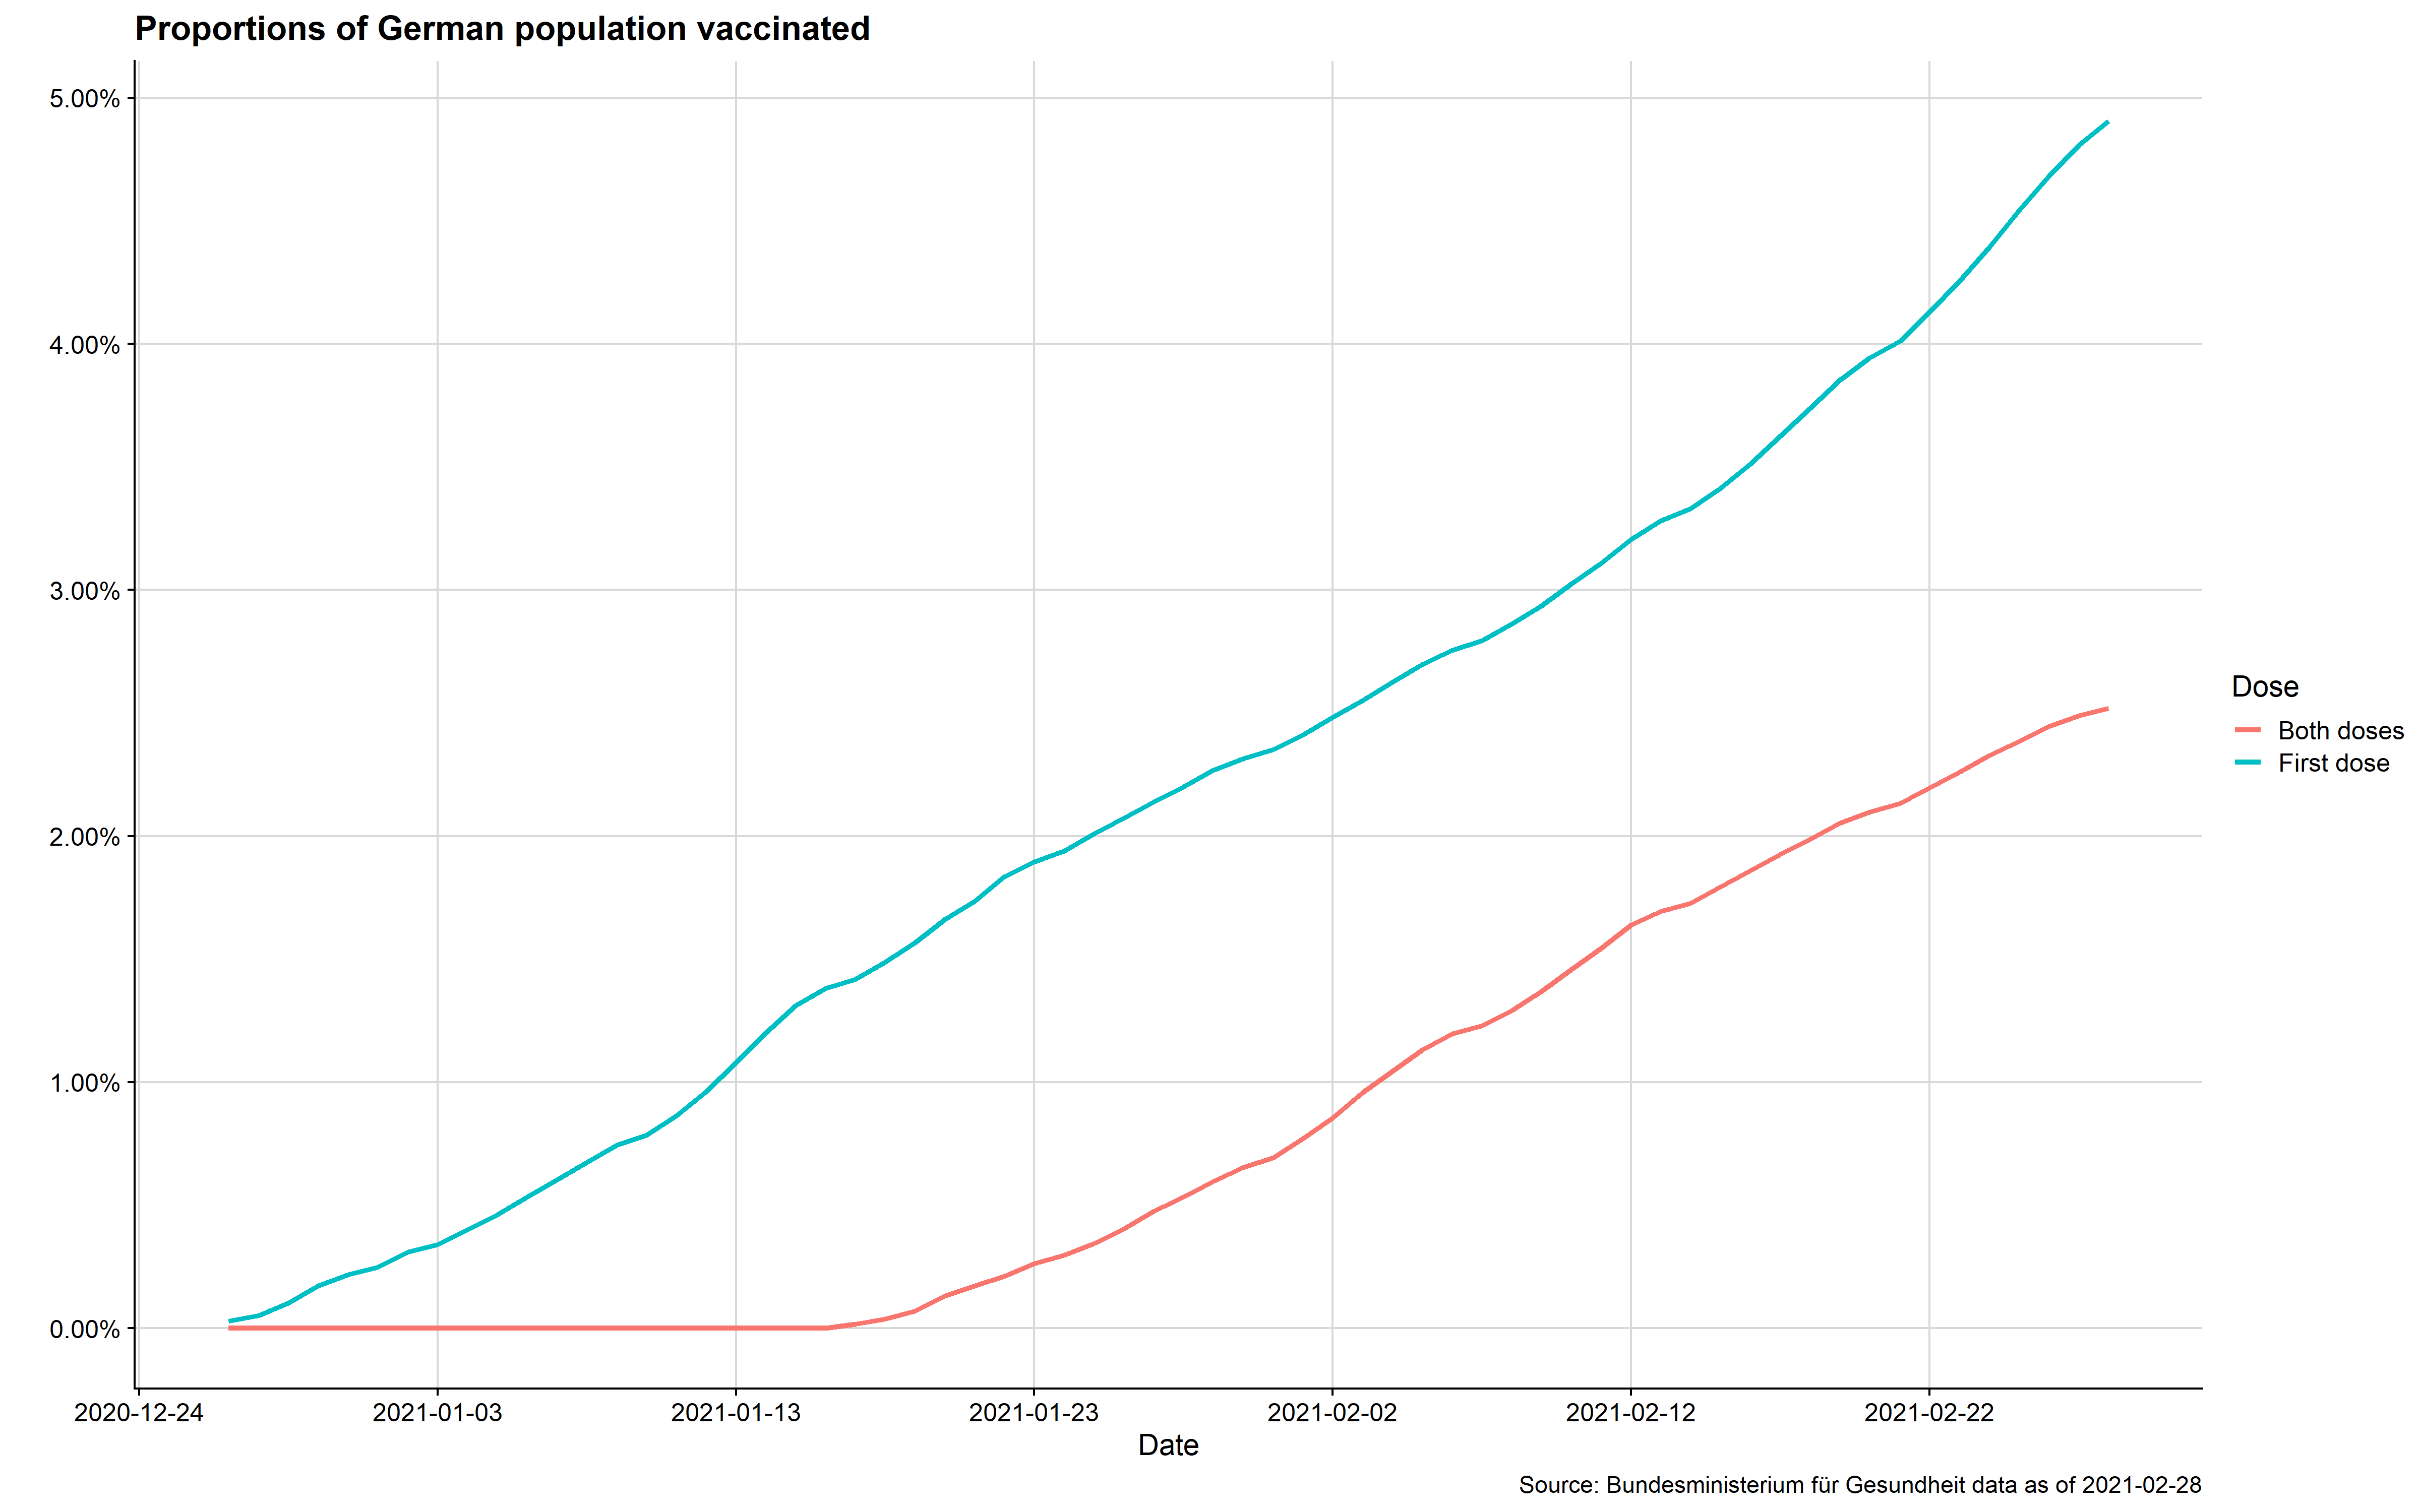 Proportions of German population vaccinated
5.00%
4.00%
3.00%
2.00%
1.00%
0.00%
2020-12-24 2021-01-03 2021-01-13 2021-01-23 2021-02-02 2021-02-12 2021-02-22
Date
Dose
Both doses
First dose
Source: Bundesministerium für Gesundheit data as of 2021-02-28